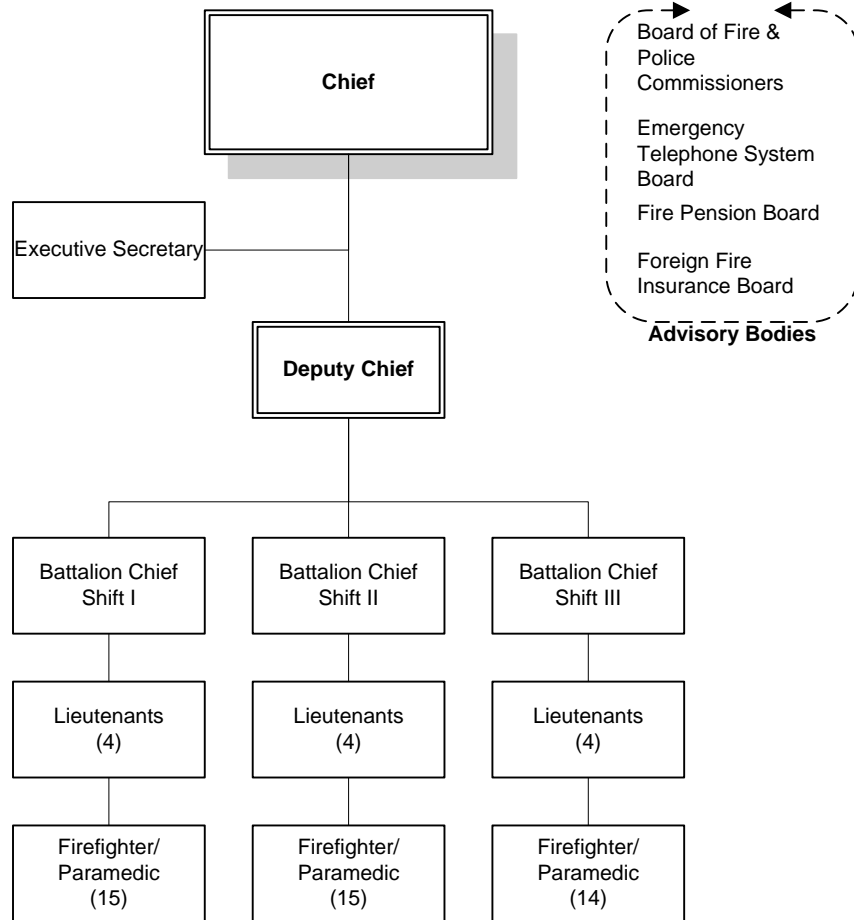 Chief
Board of Fire &
Police
Commissioners
Emergency
Telephone System
Board
Fire Pension Board
Foreign Fire
Insurance Board
Advisory Bodies
Executive Secretary
Deputy Chief
Battalion Chief
Shift I
Battalion Chief
Shift II
Battalion Chief
Shift III
Lieutenants
(4)
Lieutenants
(4)
Lieutenants
(4)
Firefighter/
Paramedic
(15)
Firefighter/
Paramedic
(15)
Firefighter/
Paramedic
(14)